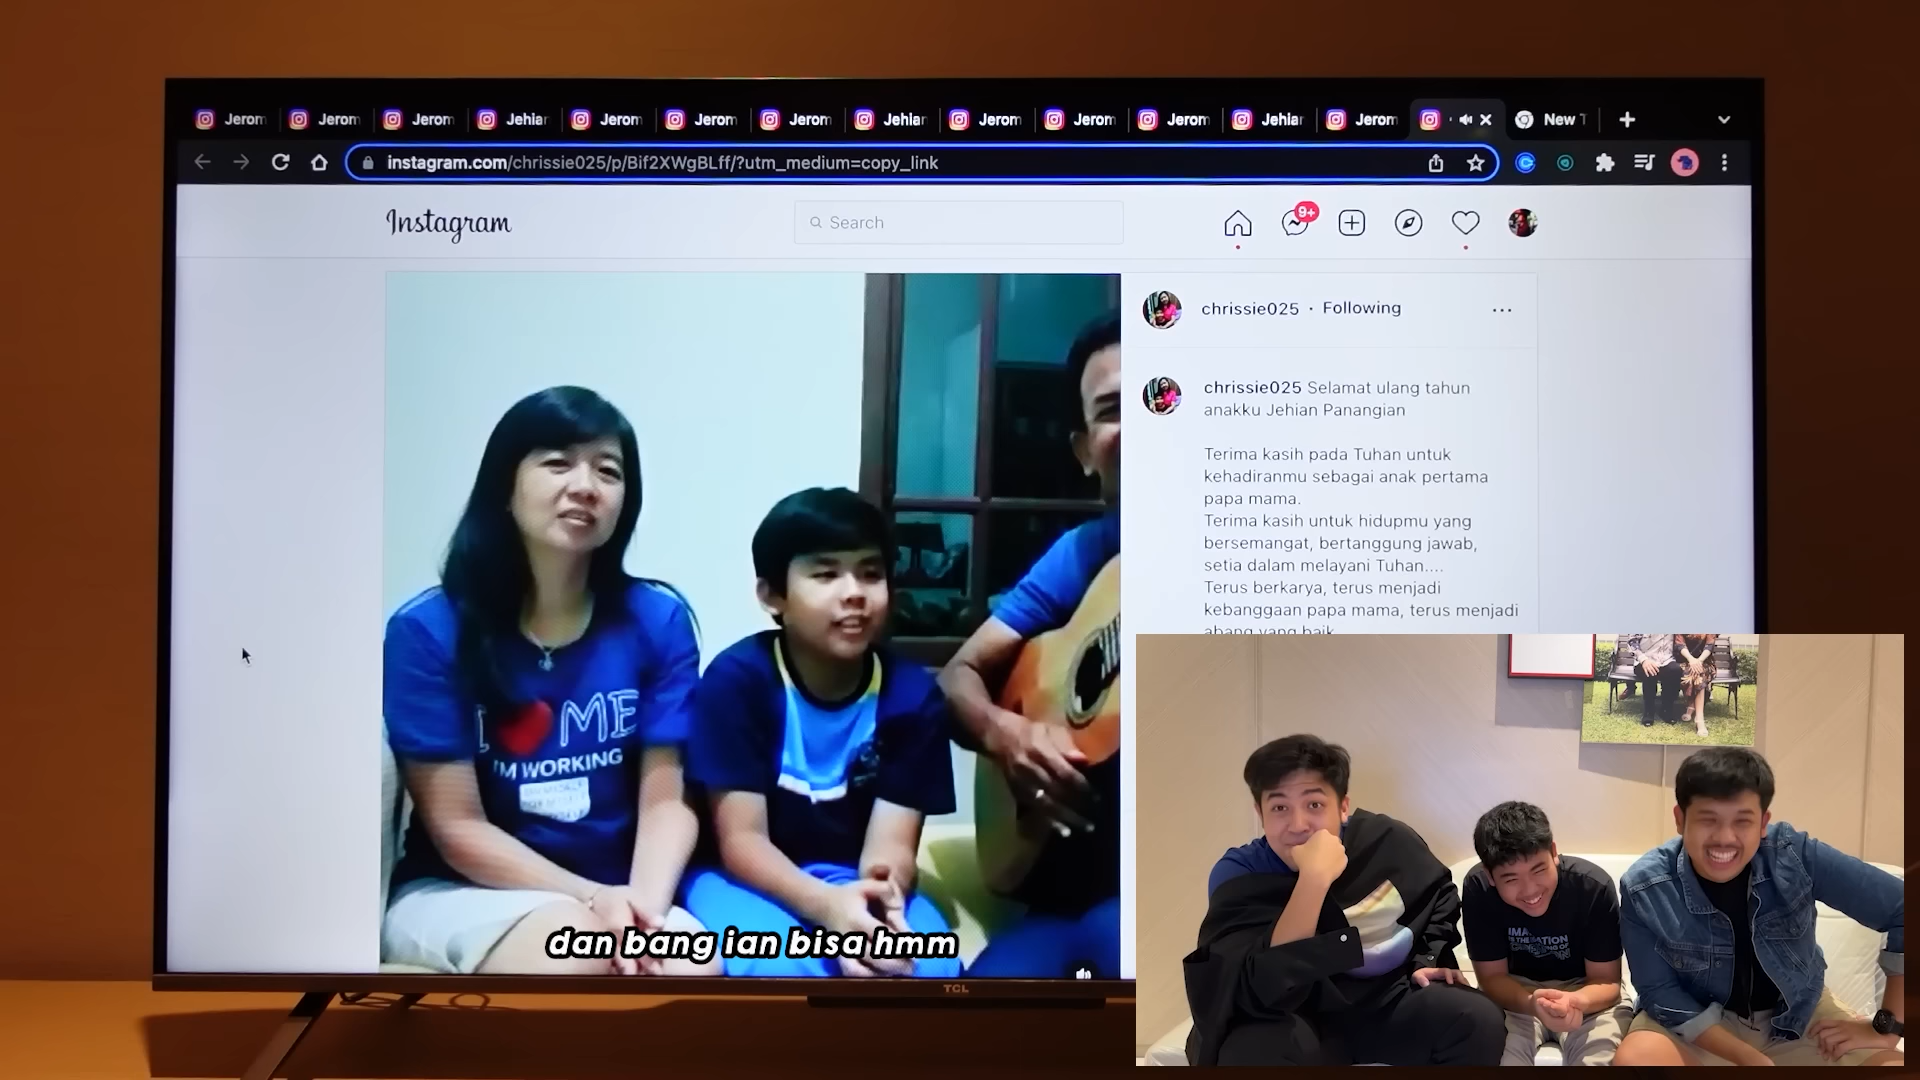 Jerom
Jerom
Jerom
Jehian
Jerom
Jerom
Jerom
Jehian
Jerom
Jerom
Jerom
Jehian
Jerom
New T
instagram.com/chrissie025/p/Bif2XWgBLff/?utm_medium=copy_link
Instagram
Search
9+
chrissie025 · Following
chrissie025 Selamat ulang tahun
anakku Jehian Panangian
Terima kasih pada Tuhan untuk
kehadiranmu sebagai anak pertama
papa mama.
Terima kasih untuk hidupmu yang
bersemangat, bertanggung jawab,
setia dalam melayani Tuhan....
Terus berkarya, terus menjadi
kebanggaan papa mama, terus menjadi
abang yang baik
I ME
I'M WORKING
dan bang ian bisa hmm
TCL